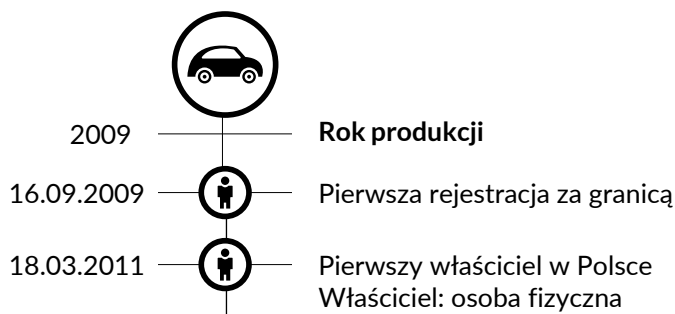 2009 Rok produkcji
16.09.2009 Pierwsza rejestracja za granicą
18.03.2011 Pierwszy właściciel w Polsce
Właściciel: osoba fizyczna